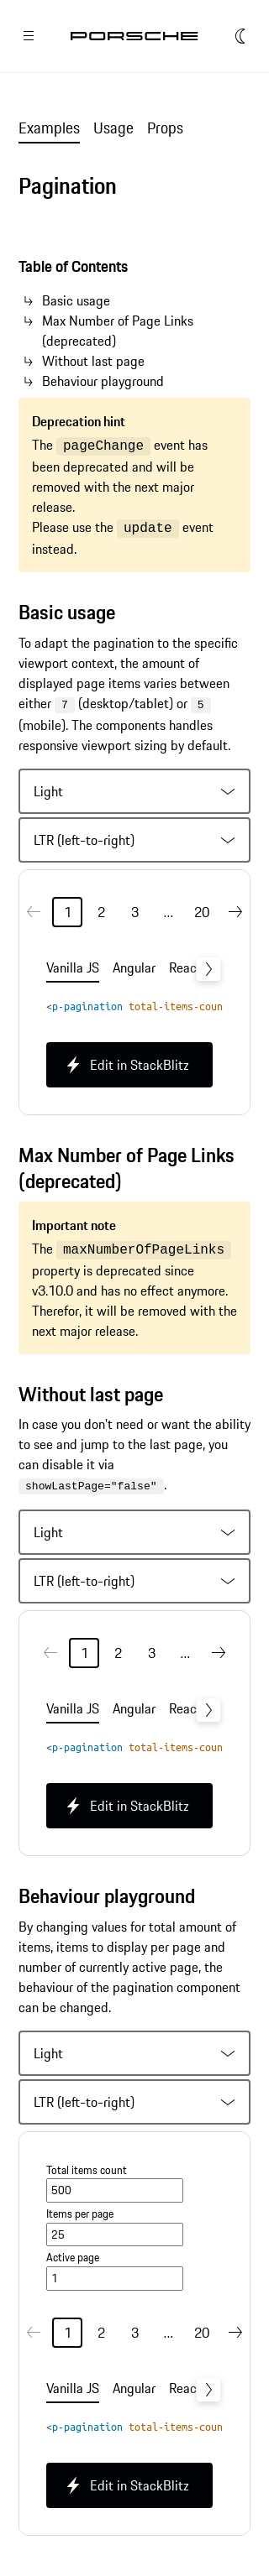 PORSCHE
Examples Usage Props
Pagination
Table of Contents
Basic usage
Max Number of Page Links
(deprecated)
Without last page
Behaviour playground
Deprecation hint
The pageChange event has
been deprecated and will be
removed with the next major
release.
Please use the update event
instead.
Basic usage
To adapt the pagination to the specific
viewport context, the amount of
displayed page items varies between
either 7 (desktop/tablet) or 5
(mobile). The components handles
responsive viewport sizing by default.
Light
LTR (left-to-right)
1 2 3 ... 20
Vanilla JS Angular Reac
<p-pagination total-items-coun
Edit in StackBlitz
Max Number of Page Links
(deprecated)
Important note
The maxNumberOfPageLinks
property is deprecated since
v3.10.0 and has no effect anymore.
Therefor, it will be removed with the
next major release.
Without last page
In case you don't need or want the ability
to see and jump to the last page, you
can disable it via
showLastPage="false" .
Light
LTR (left-to-right)
1 2 3 ...
Vanilla JS Angular Reac
<p-pagination total-items-coun
Edit in StackBlitz
Behaviour playground
By changing values for total amount of
items, items to display per page and
number of currently active page, the
behaviour of the pagination component
can be changed.
Light
LTR (left-to-right)
Total items count
500
Items per page
25
Active page
1
1 2 3 ... 20
Vanilla JS Angular Reac
<p-pagination total-items-coun
Edit in StackBlitz